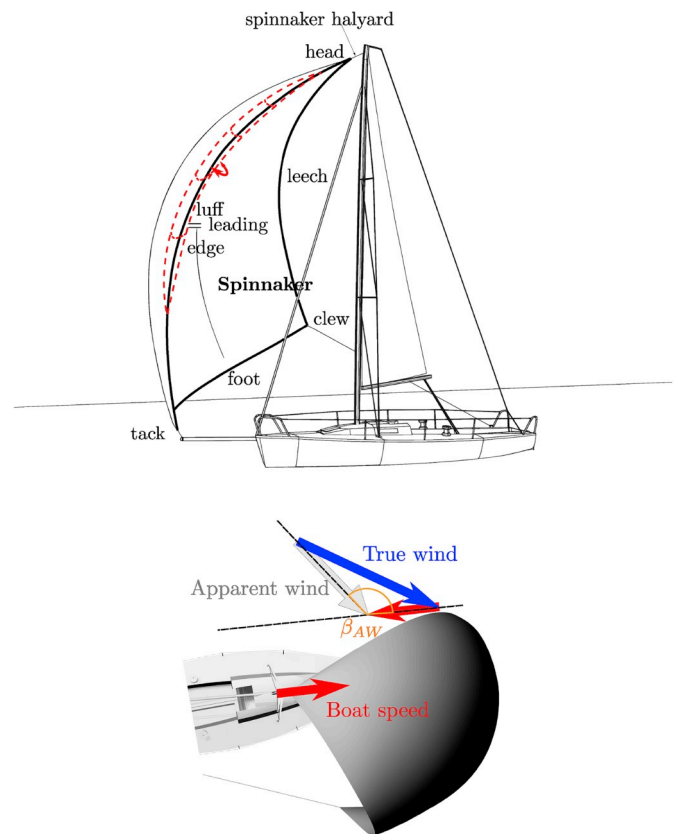 spinnaker halyard
head
leech
luff
= leading
edge
Spinnaker
clew
foot
tack
True wind
Apparent wind
β_AW
Boat speed